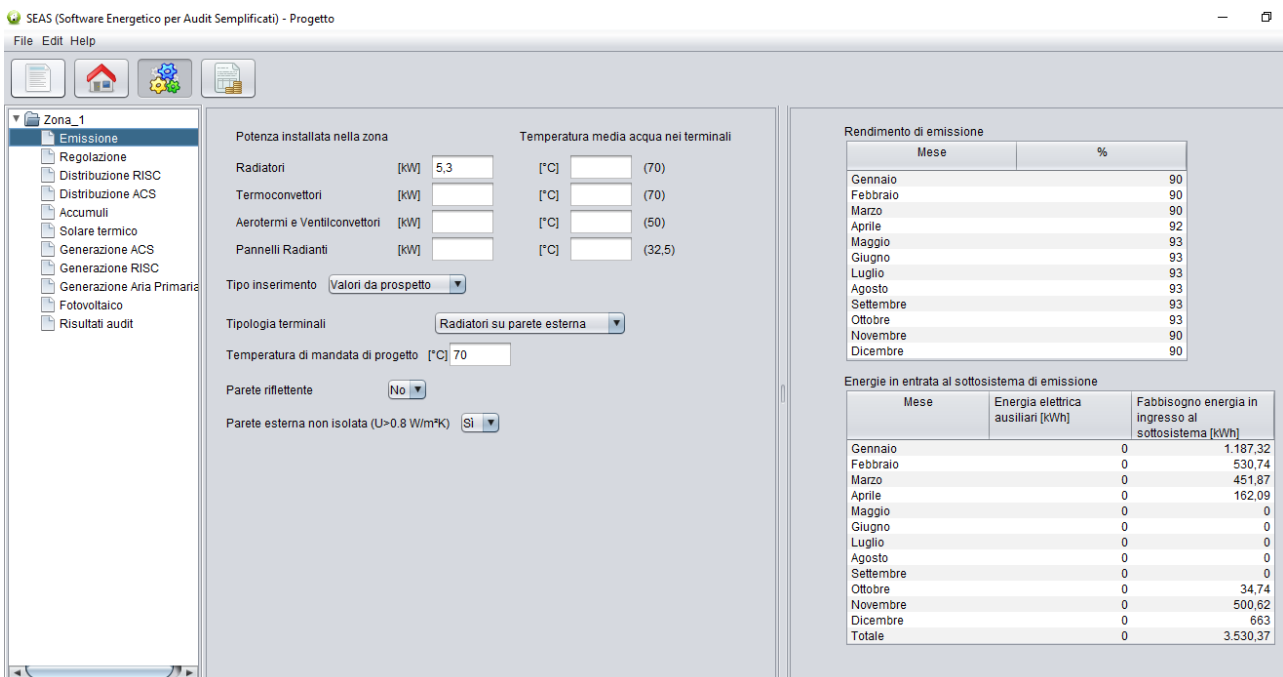 SEAS (Software Energetico per Audit Semplificati) - Progetto
File Edit Help
Zona_1
Emissione
Regolazione
Distribuzione RISC
Distribuzione ACS
Accumuli
Solare termico
Generazione ACS
Generazione RISC
Generazione Aria Primaria
Fotovoltaico
Risultati audit
Potenza installata nella zona Temperatura media acqua nei terminali
Radiatori [kW] 5,3 [°C] (70)
Termoconvettori [kW] [°C] (70)
Aerotermi e Ventilconvettori [kW] [°C] (50)
Pannelli Radianti [kW] [°C] (32,5)
Tipo inserimento Valori da prospetto
Tipologia terminali Radiatori su parete esterna
Temperatura di mandata di progetto [°C] 70
Parete riflettente No
Parete esterna non isolata (U>0.8 W/m²K) Sì
Rendimento di emissione
Mese %
Gennaio 90
Febbraio 90
Marzo 90
Aprile 92
Maggio 93
Giugno 93
Luglio 93
Agosto 93
Settembre 93
Ottobre 93
Novembre 90
Dicembre 90
Energie in entrata al sottosistema di emissione
Mese Energia elettrica Fabbisogno energia in
ausiliari [kWh] ingresso al
sottosistema [kWh]
Gennaio 0 1.187,32
Febbraio 0 530,74
Marzo 0 451,87
Aprile 0 162,09
Maggio 0 0
Giugno 0 0
Luglio 0 0
Agosto 0 0
Settembre 0 0
Ottobre 0 34,74
Novembre 0 500,62
Dicembre 0 663
Totale 0 3.530,37